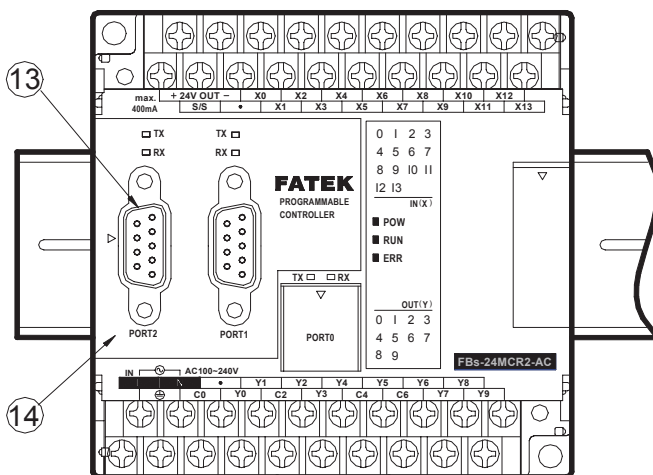 13
max.
400mA
+ 24V OUT − X0 X2 X4 X6 X8 X10 X12
S/S • X1 X3 X5 X7 X9 X11 X13
TX TX
RX RX
FATEK
PROGRAMMABLE
CONTROLLER
0 1 2 3
4 5 6 7
8 9 10 11
12 13
IN(X)
POW
RUN
ERR
TX RX
PORT2 PORT1 PORT0
OUT(Y)
0 1 2 3
4 5 6 7
8 9
FBs-24MCR2-AC
IN AC100~240V
N • Y1 Y2 Y4 Y5 Y6 Y8
C0 Y0 C2 Y3 C4 C6 Y7 Y9
14